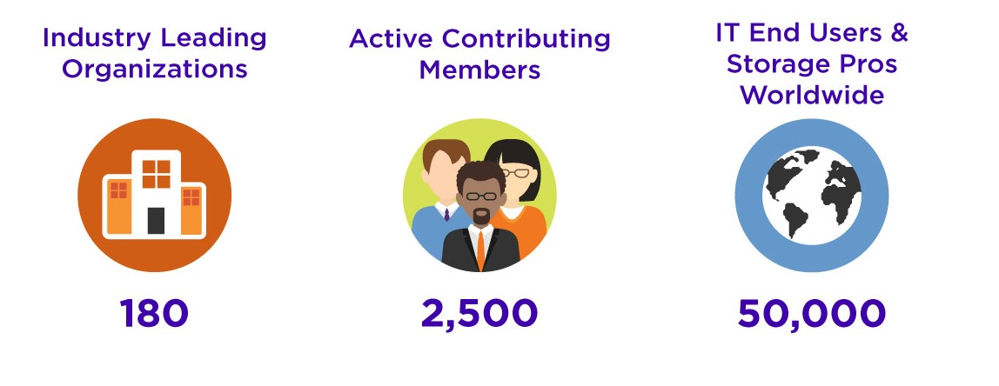 Industry Leading
Organizations
180
Active Contributing
Members
2,500
IT End Users &
Storage Pros
Worldwide
50,000